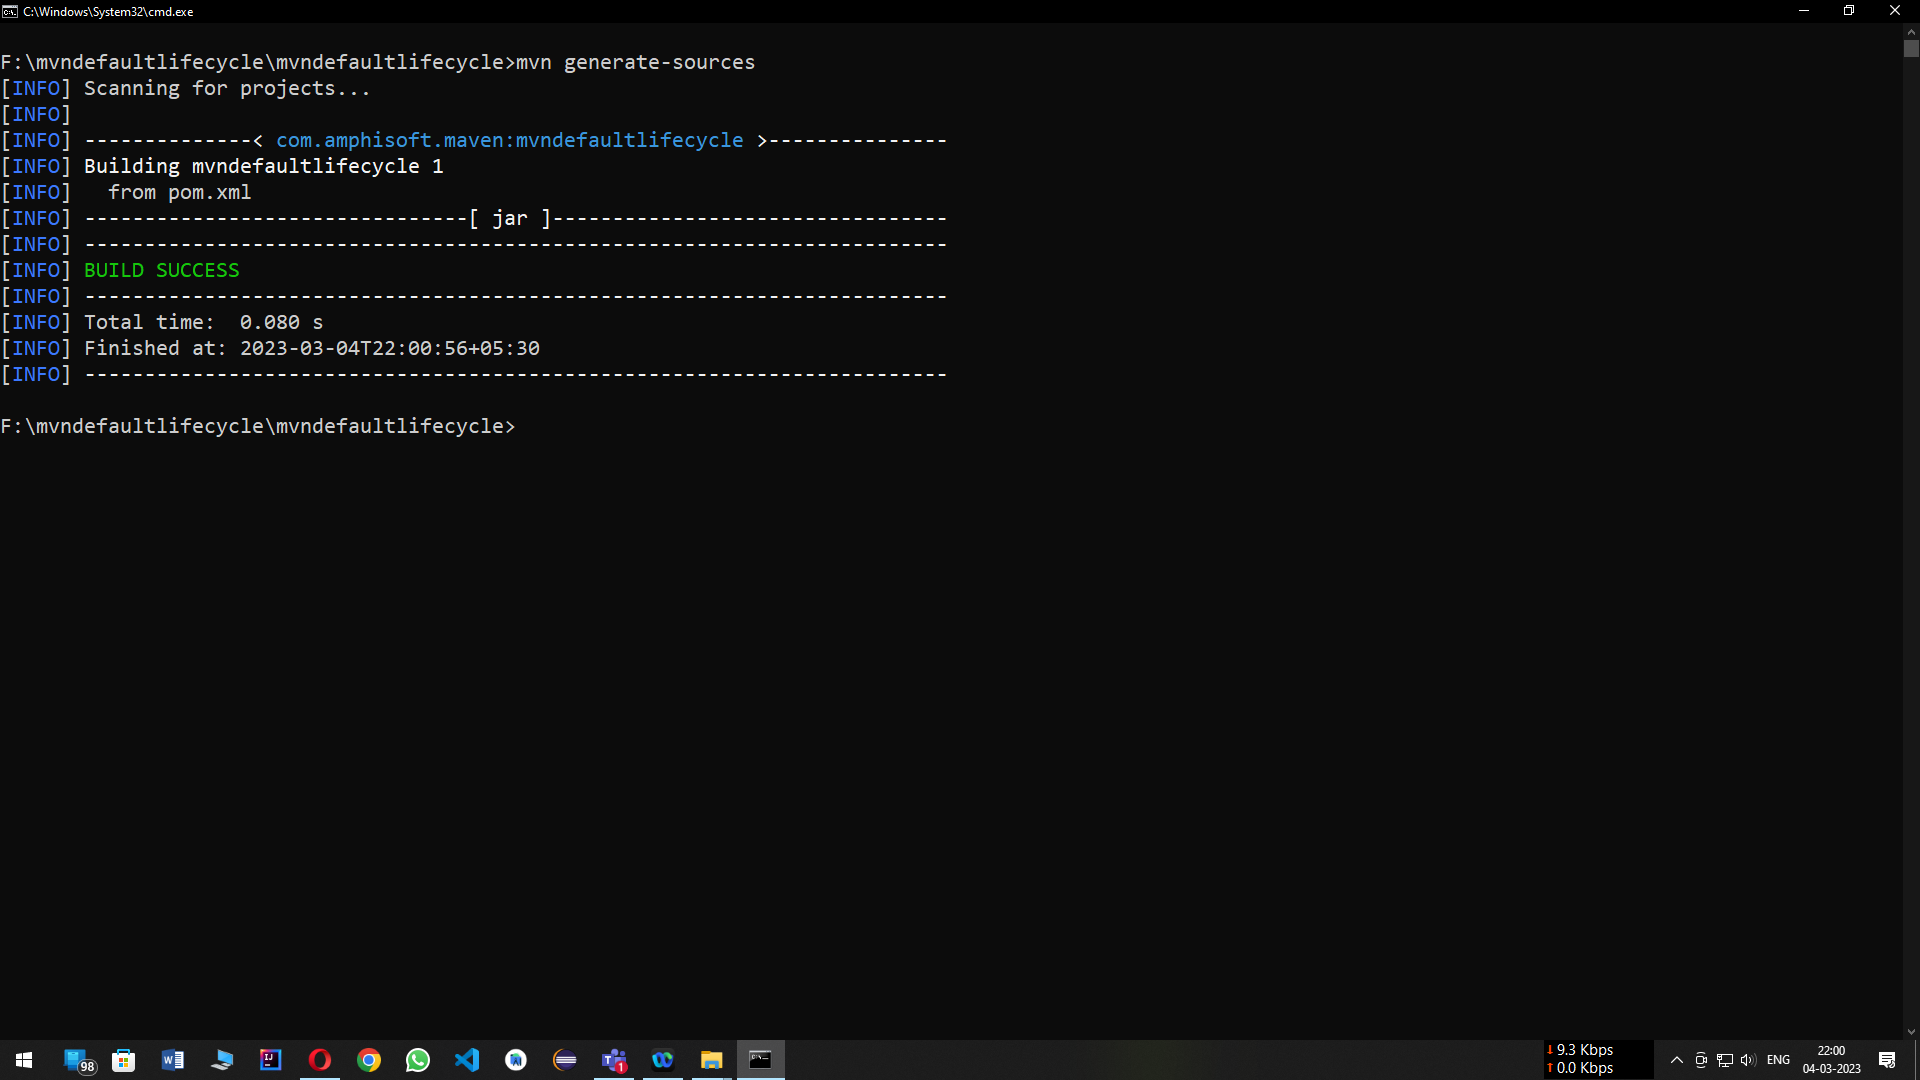 C:\Windows\System32\cmd.exe
F:\mvndefaultlifecycle\mvndefaultlifecycle>mvn generate-sources
[INFO] Scanning for projects...
[INFO]
[INFO] --------------< com.amphisoft.maven:mvndefaultlifecycle >---------------
[INFO] Building mvndefaultlifecycle 1
[INFO]   from pom.xml
[INFO] --------------------------------[ jar ]---------------------------------
[INFO] ------------------------------------------------------------------------
[INFO] BUILD SUCCESS
[INFO] ------------------------------------------------------------------------
[INFO] Total time:  0.080 s
[INFO] Finished at: 2023-03-04T22:00:56+05:30
[INFO] ------------------------------------------------------------------------
F:\mvndefaultlifecycle\mvndefaultlifecycle>
98
1
9.3 Kbps
0.0 Kbps
ENG
22:00
04-03-2023